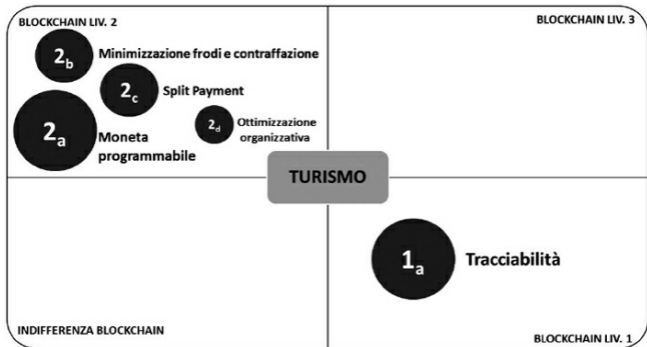 BLOCKCHAIN LIV. 2
BLOCKCHAIN LIV. 3
2b
Minimizzazione frodi e contraffazione
2c
Split Payment
2a
Moneta
programmabile
2d
Ottimizzazione
organizzativa
TURISMO
1a
Tracciabilità
INDIFFERENZA BLOCKCHAIN
BLOCKCHAIN LIV. 1